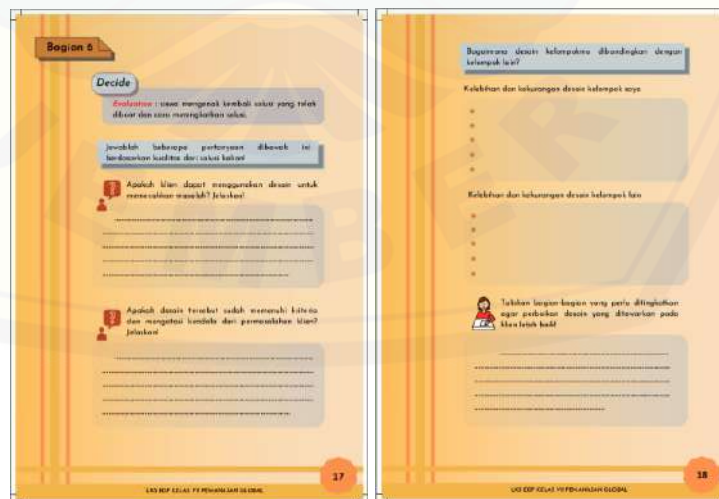 Bagian 6
Decide
Evaluation : siswa mengenali kembali solusi yang telah
dibuat dan cara meningkatkan solusi.
Jawablah beberapa pertanyaan dibawah ini
berdasarkan kualitas dari solusi kalian!
Apakah klien dapat menggunakan desain untuk
memecahkan masalah? Jelaskan!
Apakah desain tersebut sudah memenuhi kriteria
dan mengatasi kendala dari permasalahan klien?
Jelaskan!
17
LKS EDP KELAS VII PEMANASAN GLOBAL
Bagaimana desain kelompokmu dibandingkan dengan
kelompok lain?
Kelebihan dan kekurangan desain kelompok saya
Kelebihan dan kekurangan desain kelompok lain
Tuliskan bagian-bagian yang perlu ditingkatkan
agar perbaikan desain yang ditawarkan pada
klien lebih baik!
18
LKS EDP KELAS VII PEMANASAN GLOBAL